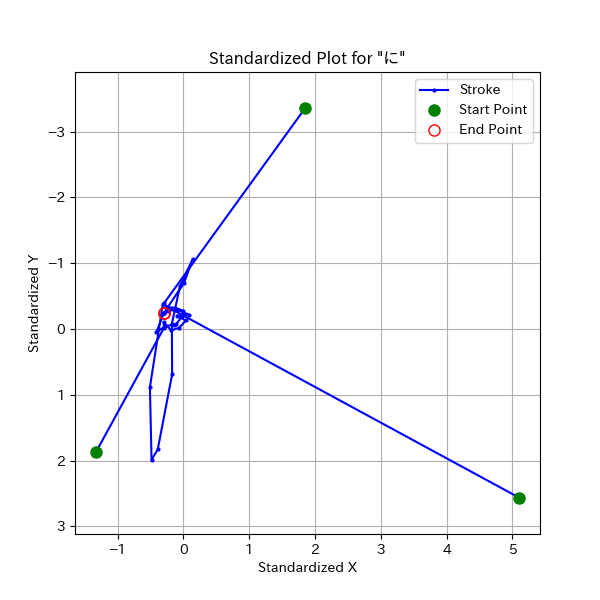 Standardized Plot for "に"
Stroke
Start Point
End Point
Standardized Y
−3
−2
−1
0
1
2
3
−1 0 1 2 3 4 5
Standardized X